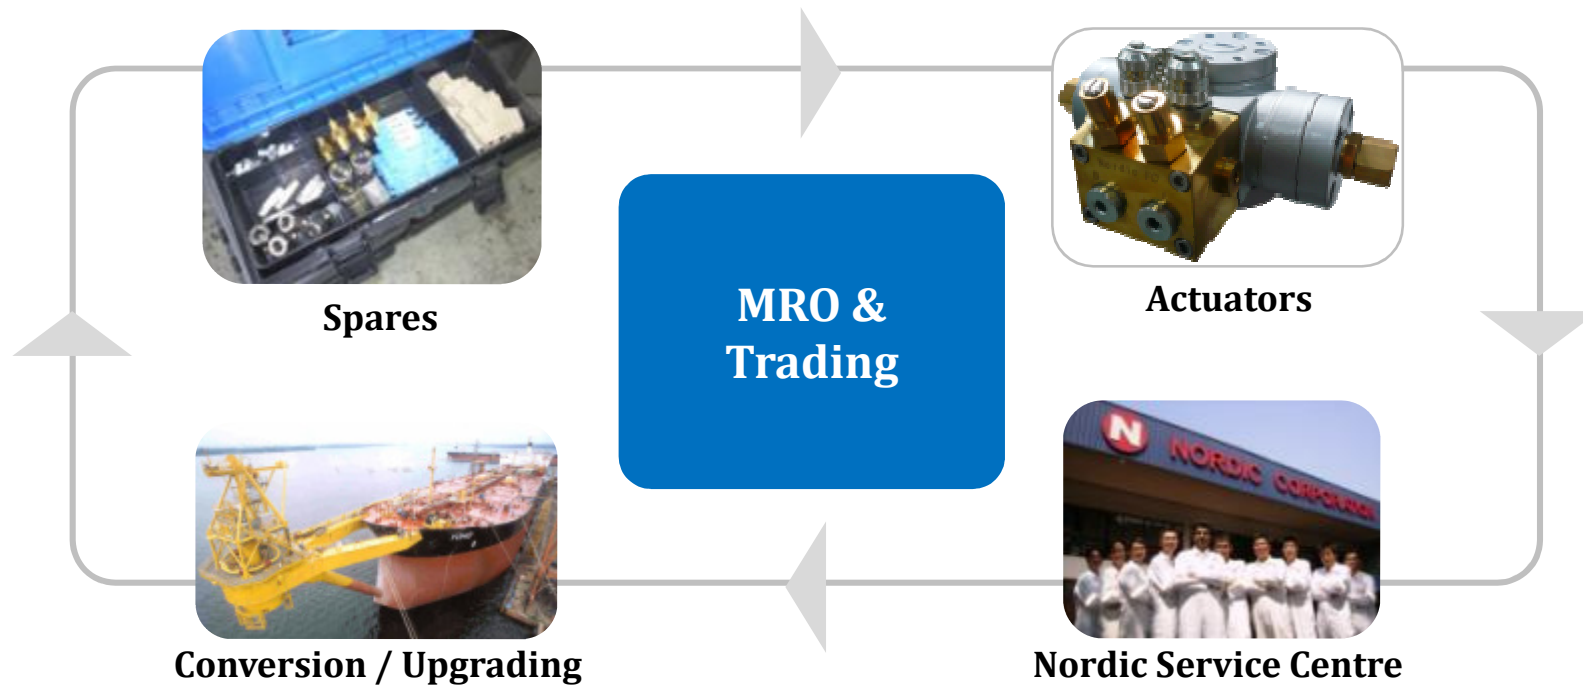 Spares
Actuators
MRO &
Trading
N NORDIC CORPORATION
Conversion / Upgrading
Nordic Service Centre